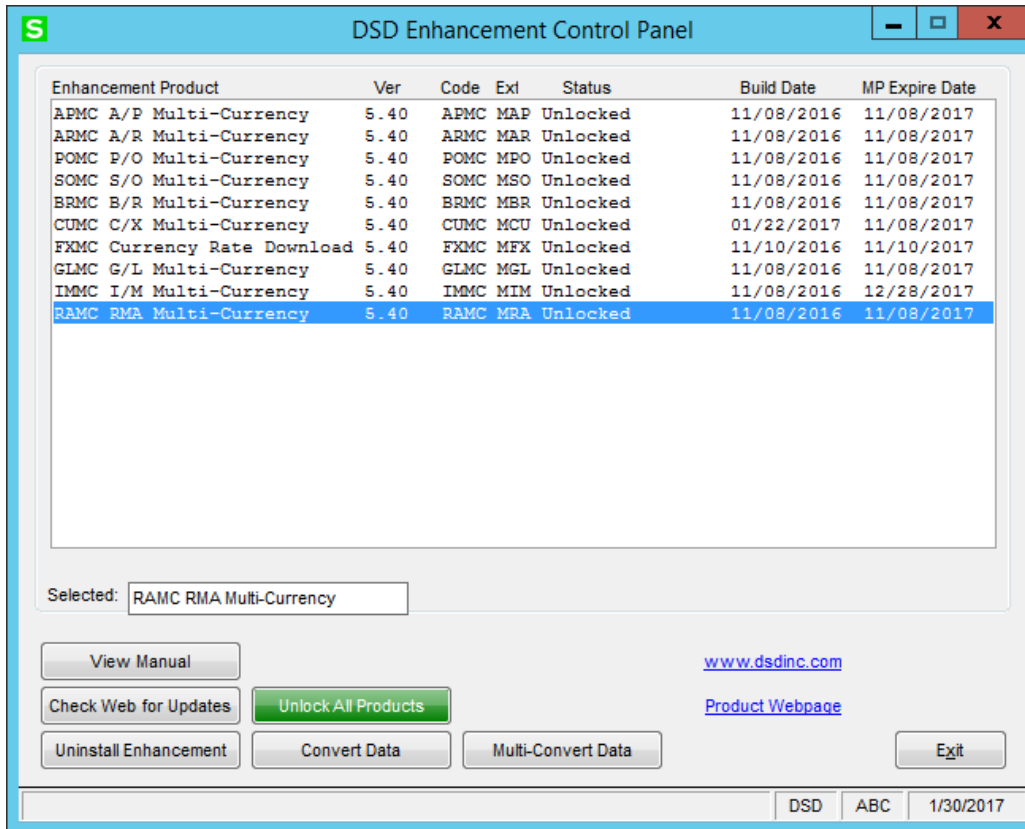 S DSD Enhancement Control Panel
Enhancement Product Ver Code Ext Status Build Date MP Expire Date
APMC A/P Multi-Currency 5.40 APMC MAP Unlocked 11/08/2016 11/08/2017
ARMC A/R Multi-Currency 5.40 ARMC MAR Unlocked 11/08/2016 11/08/2017
POMC P/O Multi-Currency 5.40 POMC MPO Unlocked 11/08/2016 11/08/2017
SOMC S/O Multi-Currency 5.40 SOMC MSO Unlocked 11/08/2016 11/08/2017
BRMC B/R Multi-Currency 5.40 BRMC MBR Unlocked 11/08/2016 11/08/2017
CUMC C/X Multi-Currency 5.40 CUMC MCU Unlocked 01/22/2017 11/08/2017
FXMC Currency Rate Download 5.40 FXMC MFX Unlocked 11/10/2016 11/10/2017
GLMC G/L Multi-Currency 5.40 GLMC MGL Unlocked 11/08/2016 11/08/2017
IMMC I/M Multi-Currency 5.40 IMMC MIM Unlocked 11/08/2016 12/28/2017
RAMC RMA Multi-Currency 5.40 RAMC MRA Unlocked 11/08/2016 11/08/2017
Selected: RAMC RMA Multi-Currency
View Manual www.dsdinc.com
Check Web for Updates Unlock All Products Product Webpage
Uninstall Enhancement Convert Data Multi-Convert Data Exit
DSD ABC 1/30/2017